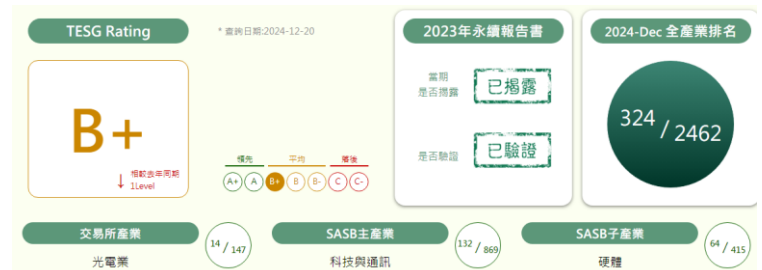 TESG Rating
* 查詢日期:2024-12-20
2023年永續報告書
2024-Dec 全產業排名
B+
相較去年同期
↓ 1Level
領先 平均 落後
A+ A B+ B B- C C-
當期
是否揭露
已揭露
是否驗證
已驗證
324 / 2462
交易所產業
14 / 147
SASB主產業
132 / 869
SASB子產業
64 / 415
光電業
科技與通訊
硬體